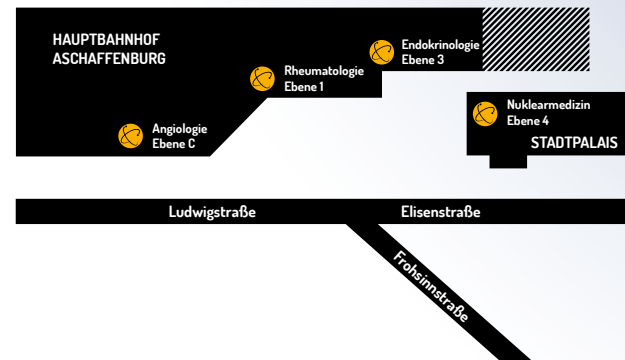 HAUPTBAHNHOF
ASCHAFFENBURG
Endokrinologie
Ebene 3
Rheumatologie
Ebene 1
Nuklearmedizin
Ebene 4
Angiologie
Ebene C
STADTPALAIS
Ludwigstraße
Elisenstraße
Frohsinnstraße